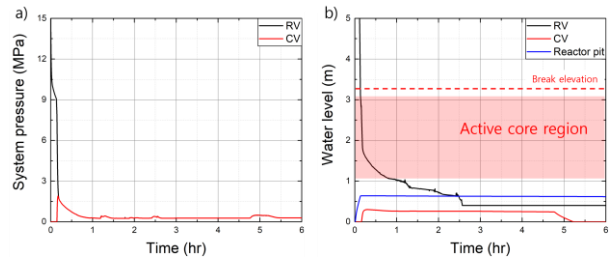 a)
System pressure (MPa)
15
12
9
6
3
0
RV
CV
0 1 2 3 4 5 6
Time (hr)
b)
Water level (m)
5
4
3
2
1
0
RV
CV
Reactor pit
Break elevation
Active core region
0 1 2 3 4 5 6
Time (hr)